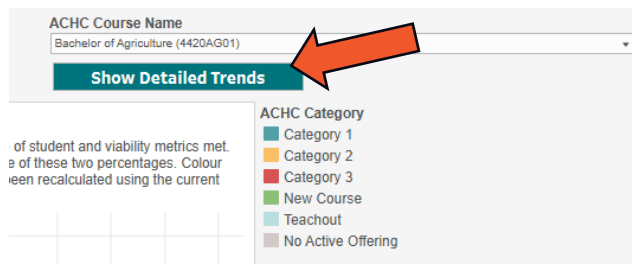 ACHC Course Name
Bachelor of Agriculture (4420AG01)
Show Detailed Trends
of student and viability metrics met.
e of these two percentages. Colour
been recalculated using the current
ACHC Category
Category 1
Category 2
Category 3
New Course
Teachout
No Active Offering